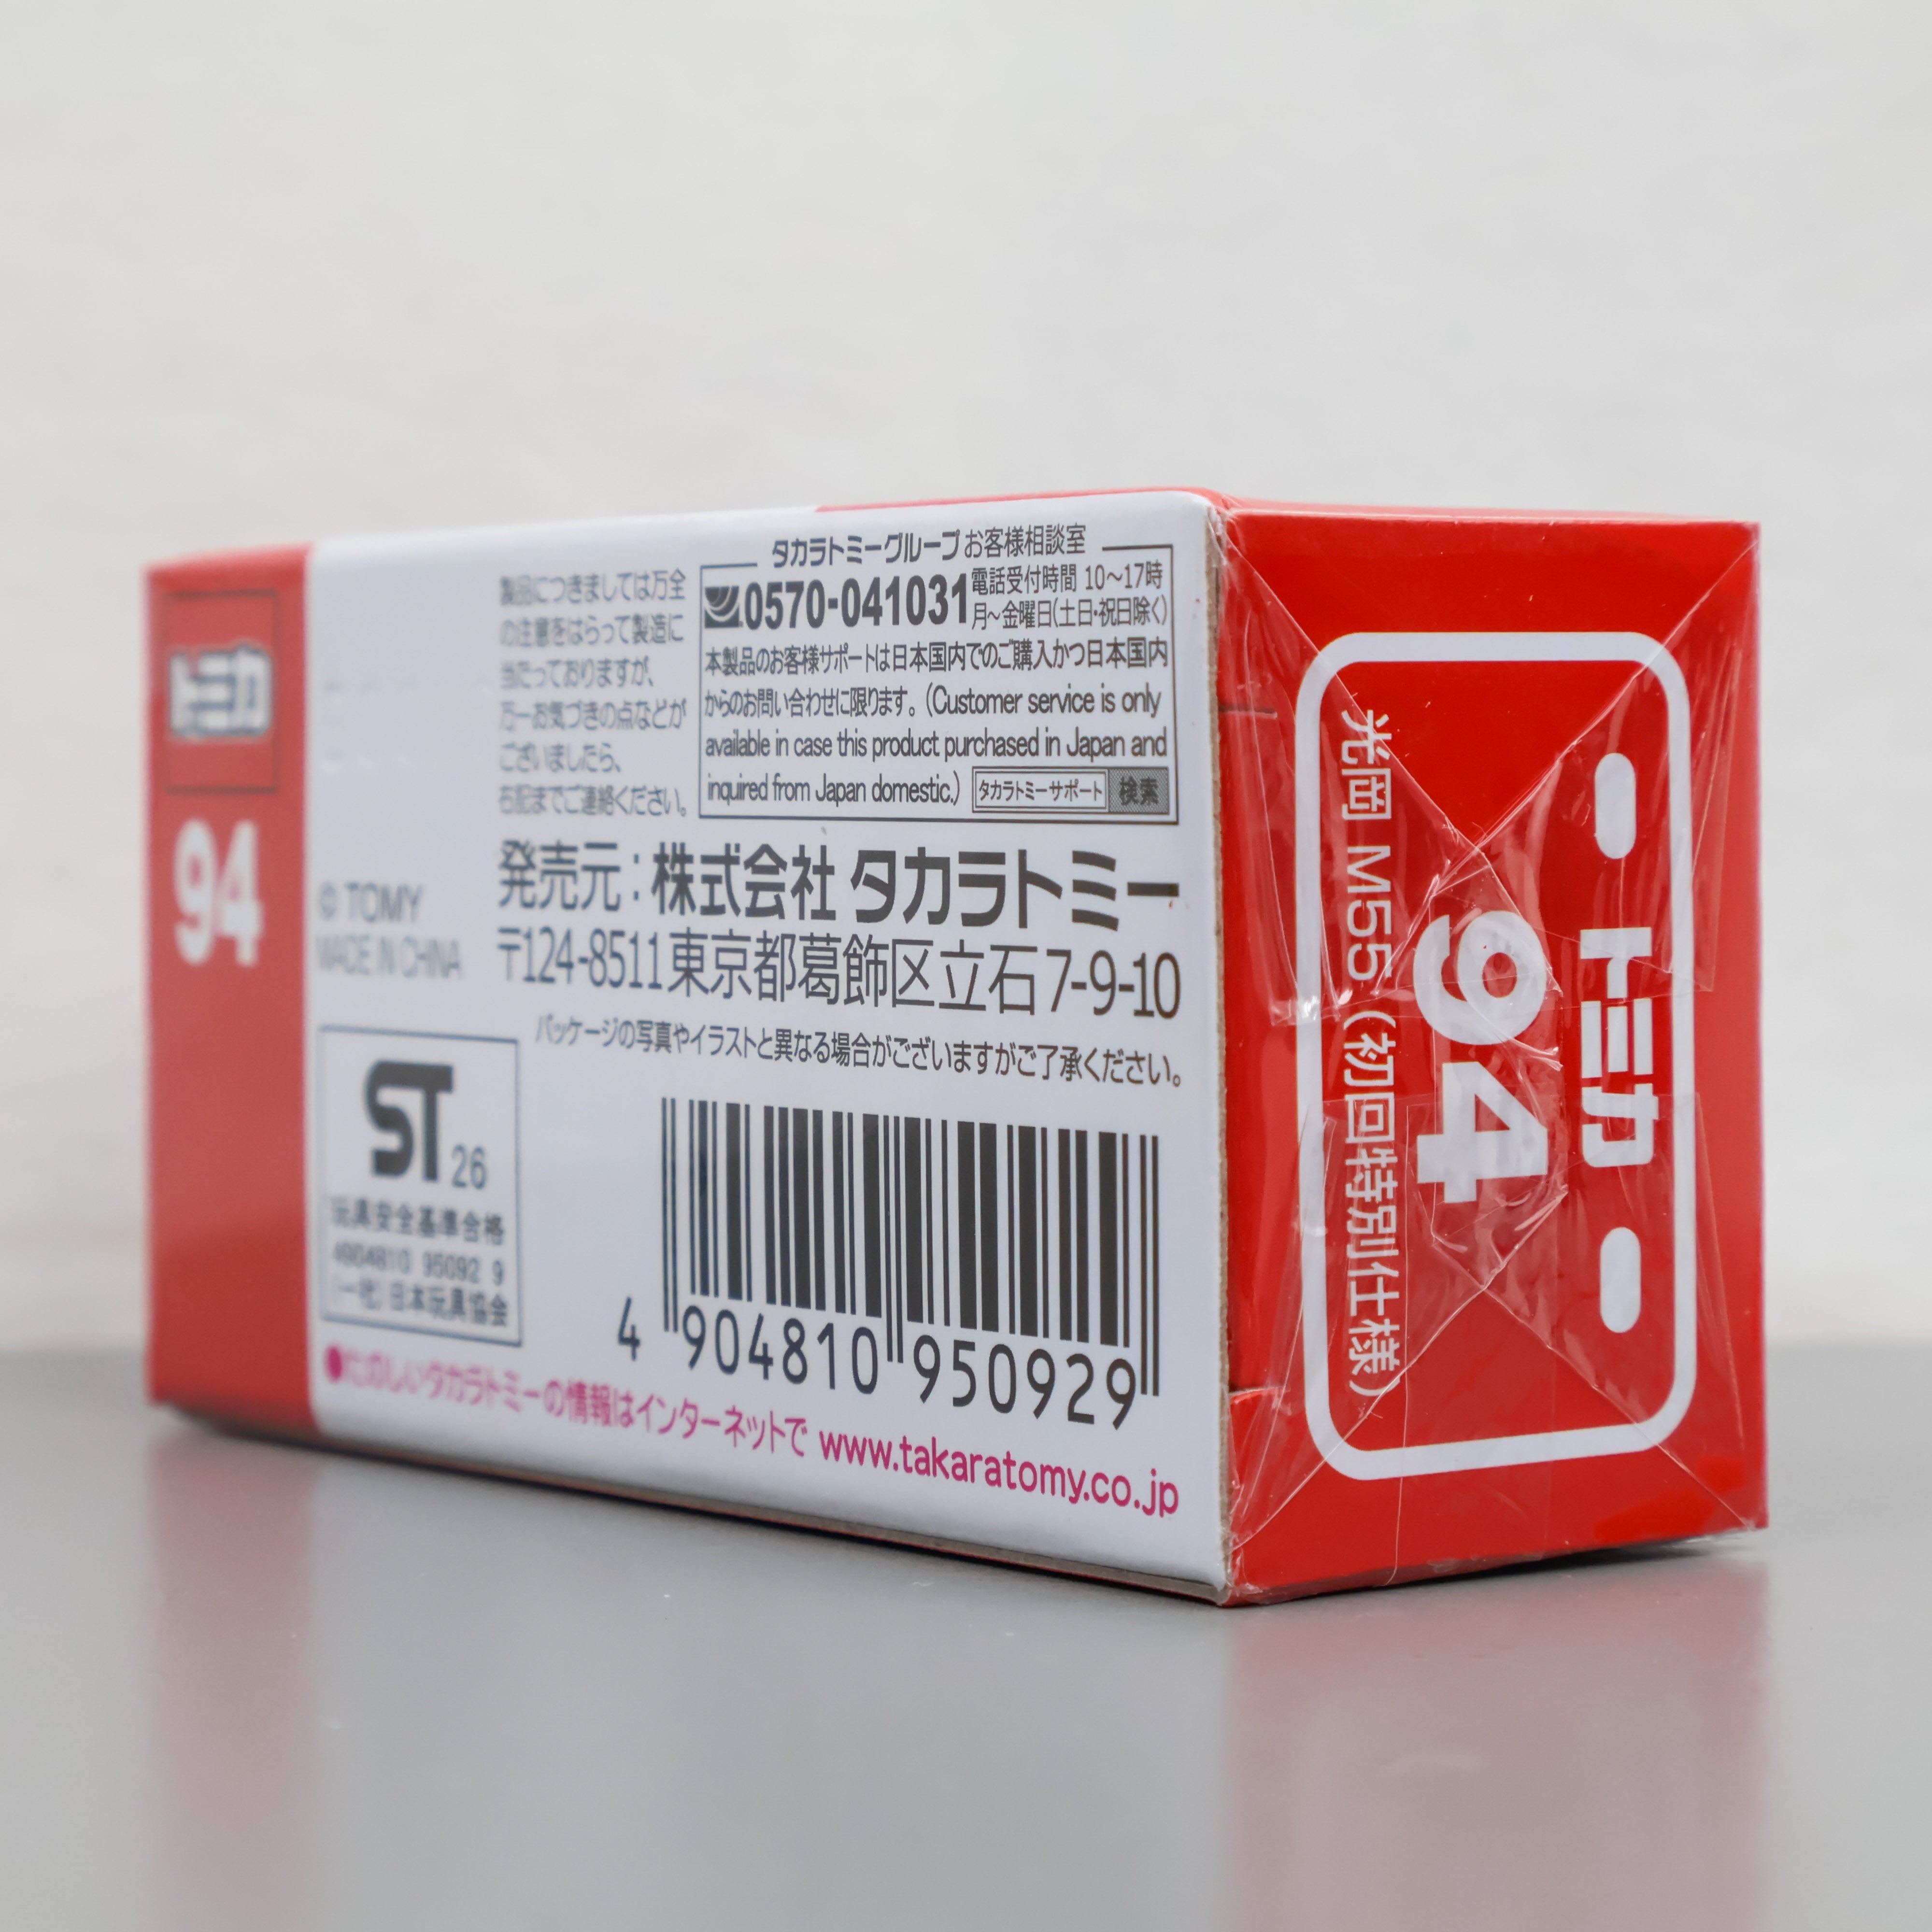 トミカ
94
© TOMY
MADE IN CHINA
製品につきましては万全
の注意をはらって製造に
当たっておりますが、
万一お気づきの点などが
ございましたら、
右記までご連絡ください。
タカラトミーグループお客様相談室
0570-041031
電話受付時間 10〜17時
月〜金曜日(土日・祝日除く)
本製品のお客様サポートは日本国内でのご購入かつ日本国内
からのお問い合わせに限ります。(Customer service is only
available in case this product purchased in Japan and
inquired from Japan domestic.) タカラトミーサポート 検索
発売元:株式会社 タカラトミー
〒124-8511東京都葛飾区立石7-9-10
パッケージの写真やイラストと異なる場合がございますがご了承ください。
ST 26
玩具安全基準合格
4904810 95092 9
(一社)日本玩具協会
4 904810 950929
●たのしいタカラトミーの情報はインターネットで www.takaratomy.co.jp
トミカ
94
光岡 M55 (初回特別仕様)